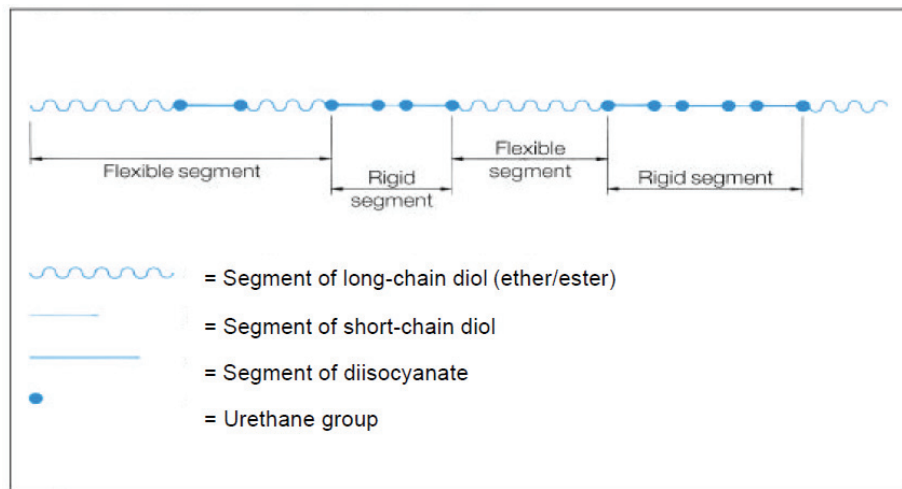 Flexible segment
Rigid
segment
Flexible
segment
Rigid segment
= Segment of long-chain diol (ether/ester)
= Segment of short-chain diol
= Segment of diisocyanate
= Urethane group